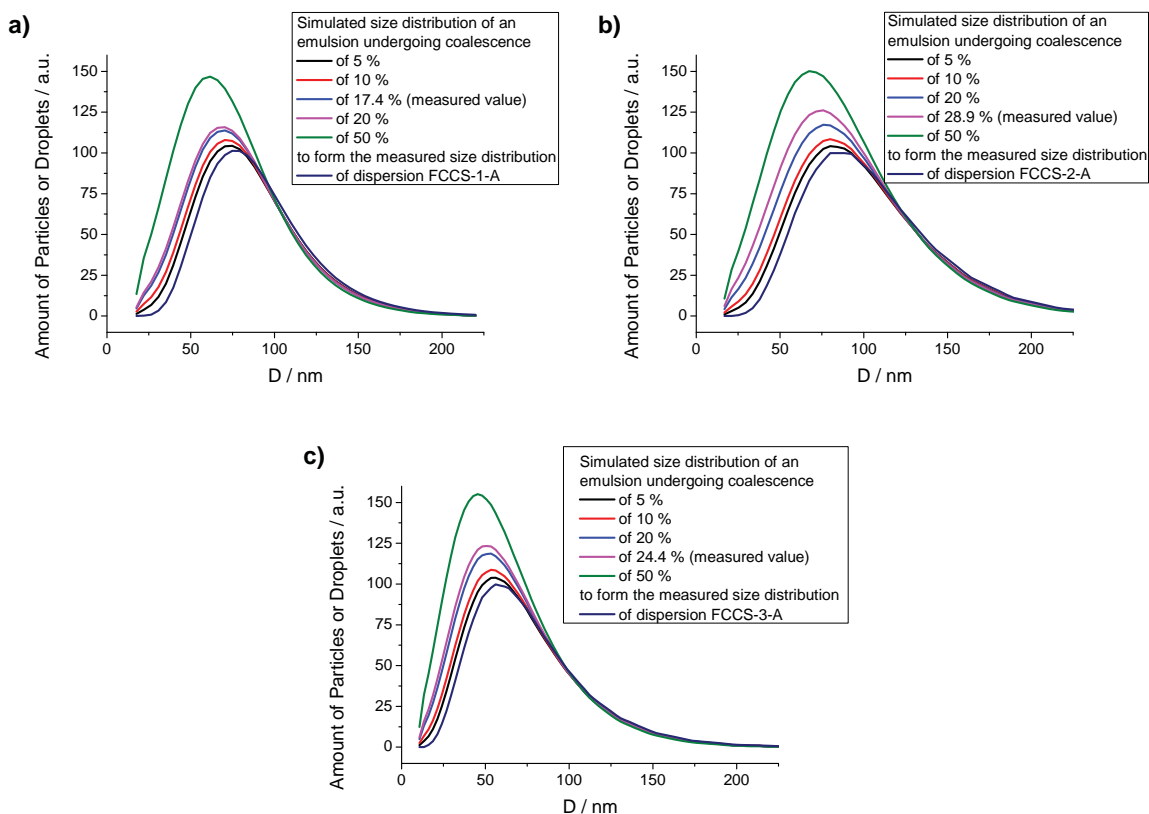 a)
Simulated size distribution of an
emulsion undergoing coalescence
of 5 %
of 10 %
of 17.4 % (measured value)
of 20 %
of 50 %
to form the measured size distribution
of dispersion FCCS-1-A
Amount of Particles or Droplets / a.u.
150
125
100
75
50
25
0
0 50 100 150 200
D / nm
b)
Simulated size distribution of an
emulsion undergoing coalescence
of 5 %
of 10 %
of 20 %
of 28.9 % (measured value)
of 50 %
to form the measured size distribution
of dispersion FCCS-2-A
Amount of Particles or Droplets / a.u.
150
125
100
75
50
25
0
0 50 100 150 200
D / nm
c)
Simulated size distribution of an
emulsion undergoing coalescence
of 5 %
of 10 %
of 20 %
of 24.4 % (measured value)
of 50 %
to form the measured size distribution
of dispersion FCCS-3-A
Amount of Particles or Droplets / a.u.
150
125
100
75
50
25
0
0 50 100 150 200
D / nm